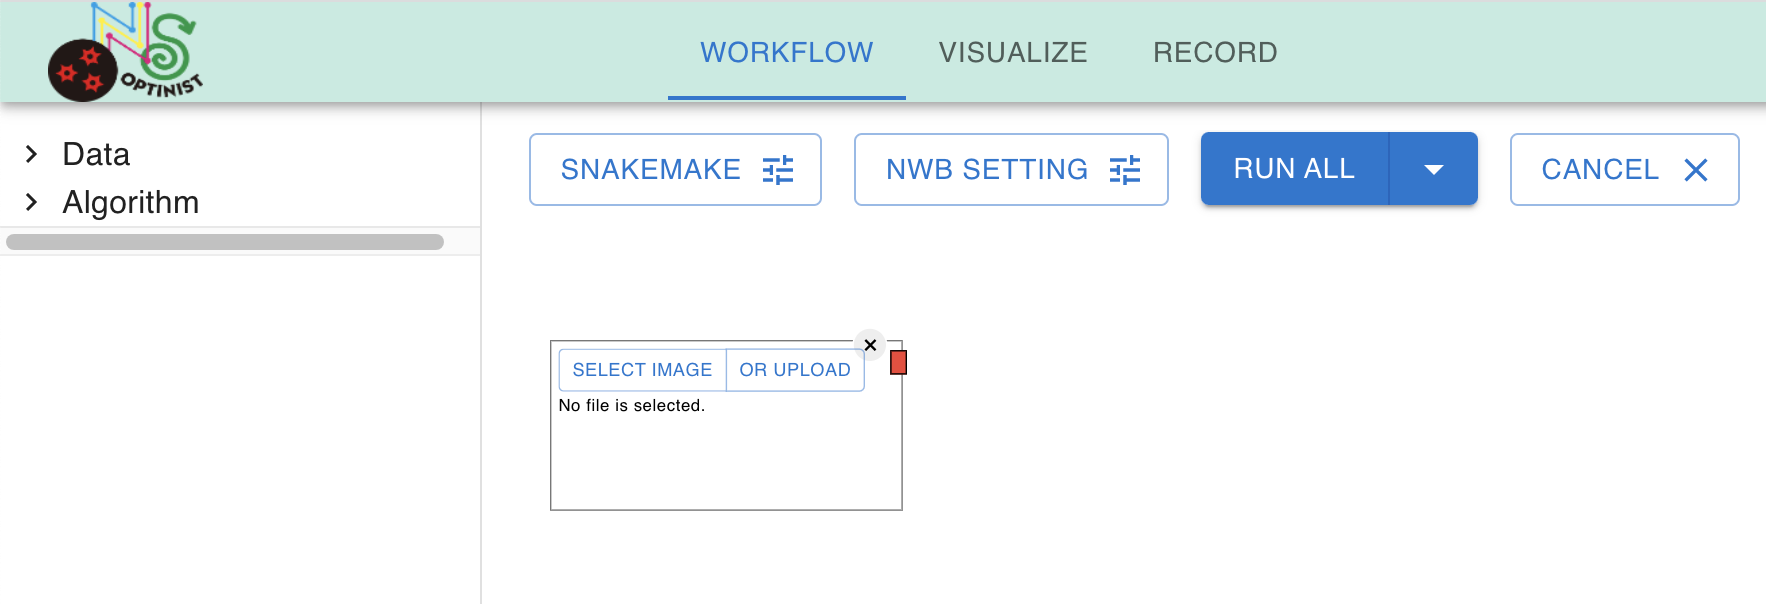 NS
OPTINIST
WORKFLOW VISUALIZE RECORD
Data
Algorithm
SNAKEMAKE NWB SETTING RUN ALL CANCEL
SELECT IMAGE OR UPLOAD
No file is selected.